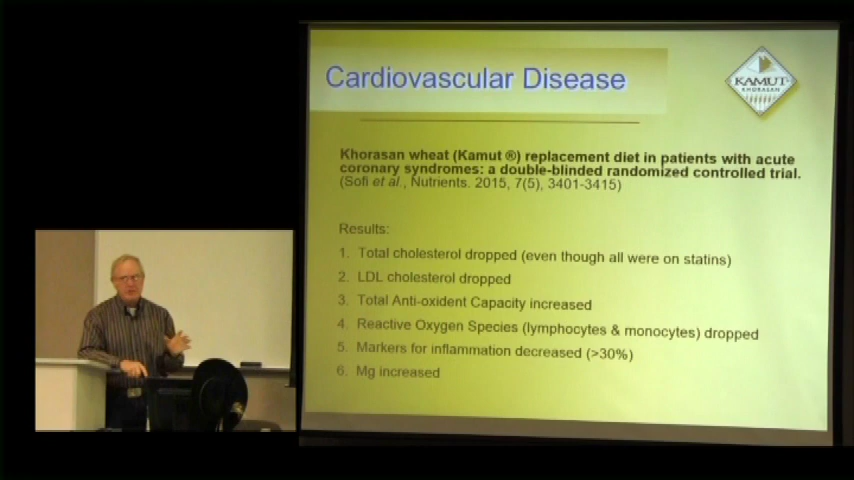 Cardiovascular Disease
KAMUT
KHORASAN
Khorasan wheat (Kamut ®) replacement diet in patients with acute
coronary syndromes: a double-blinded randomized controlled trial.
(Sofi et al., Nutrients. 2015, 7(5), 3401-3415)
Results:
1. Total cholesterol dropped (even though all were on statins)
2. LDL cholesterol dropped
3. Total Anti-oxident Capacity increased
4. Reactive Oxygen Species (lymphocytes & monocytes) dropped
5. Markers for inflammation decreased (>30%)
6. Mg increased